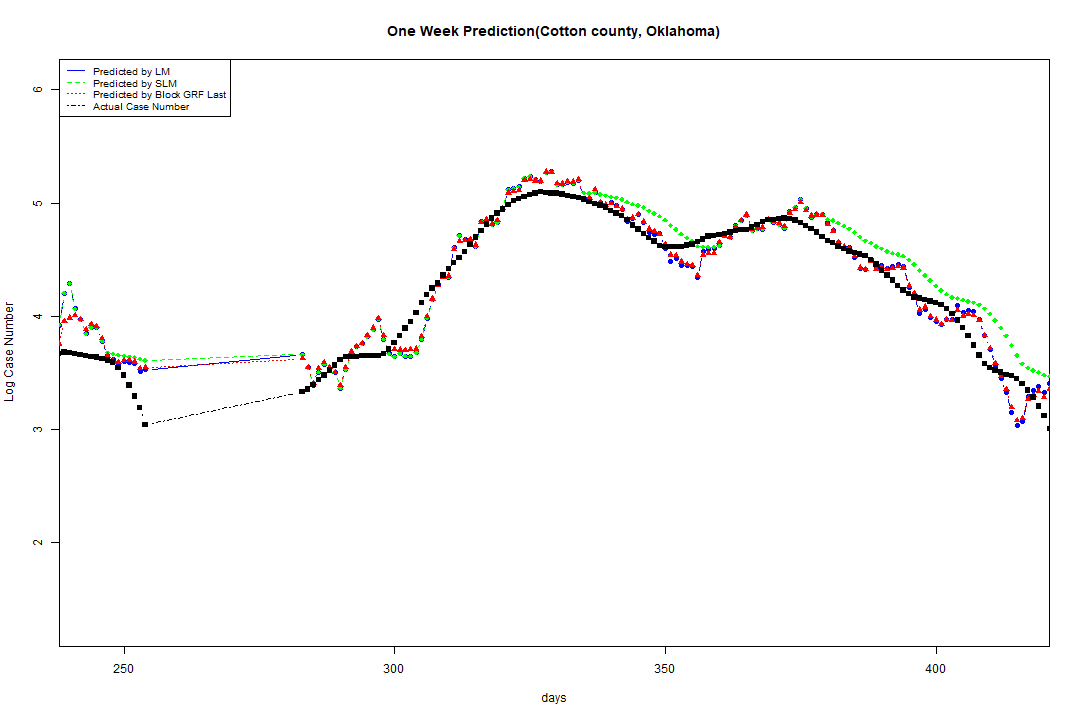 One Week Prediction(Cotton county, Oklahoma)
Predicted by LM
Predicted by SLM
Predicted by Block GRF Last
Actual Case Number
6
5
4
3
2
Log Case Number
250
300
350
400
days